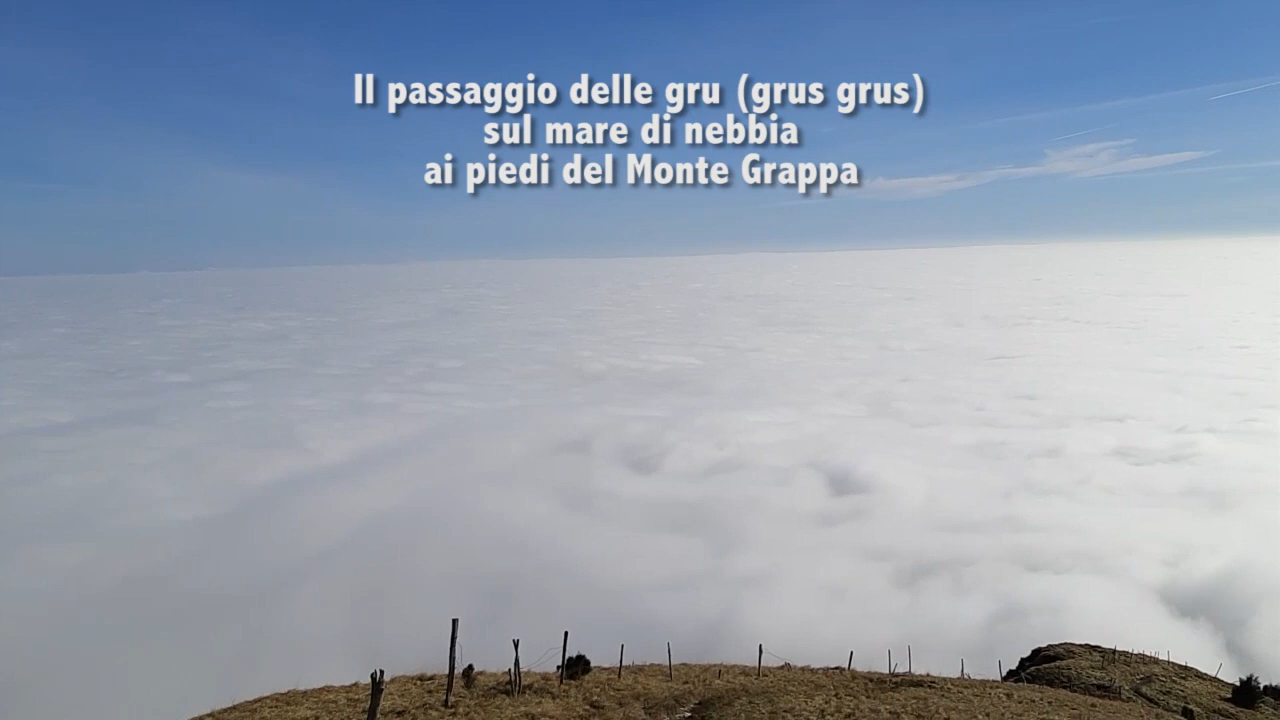 Il passaggio delle gru (grus grus)
sul mare di nebbia
ai piedi del Monte Grappa